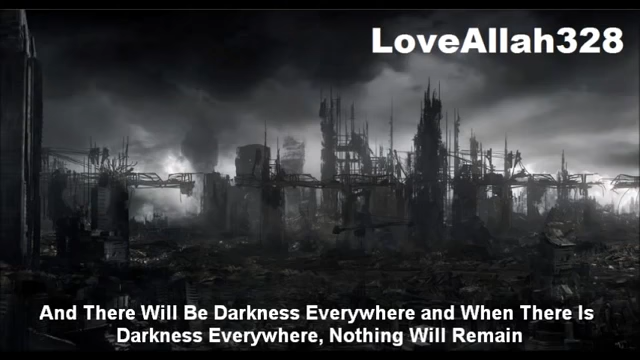 LoveAllah328
And There Will Be Darkness Everywhere and When There Is
Darkness Everywhere, Nothing Will Remain